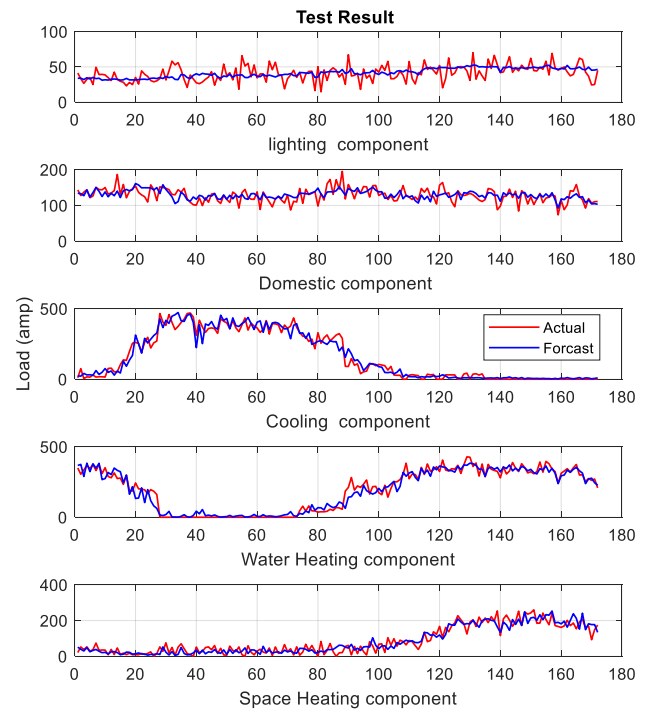 Test Result
100
50
0
0 20 40 60 80 100 120 140 160 180
lighting component
200
100
0
0 20 40 60 80 100 120 140 160 180
Domestic component
Load (amp)
500
0
Actual
Forcast
0 20 40 60 80 100 120 140 160 180
Cooling component
500
0
0 20 40 60 80 100 120 140 160 180
Water Heating component
400
200
0
0 20 40 60 80 100 120 140 160 180
Space Heating component